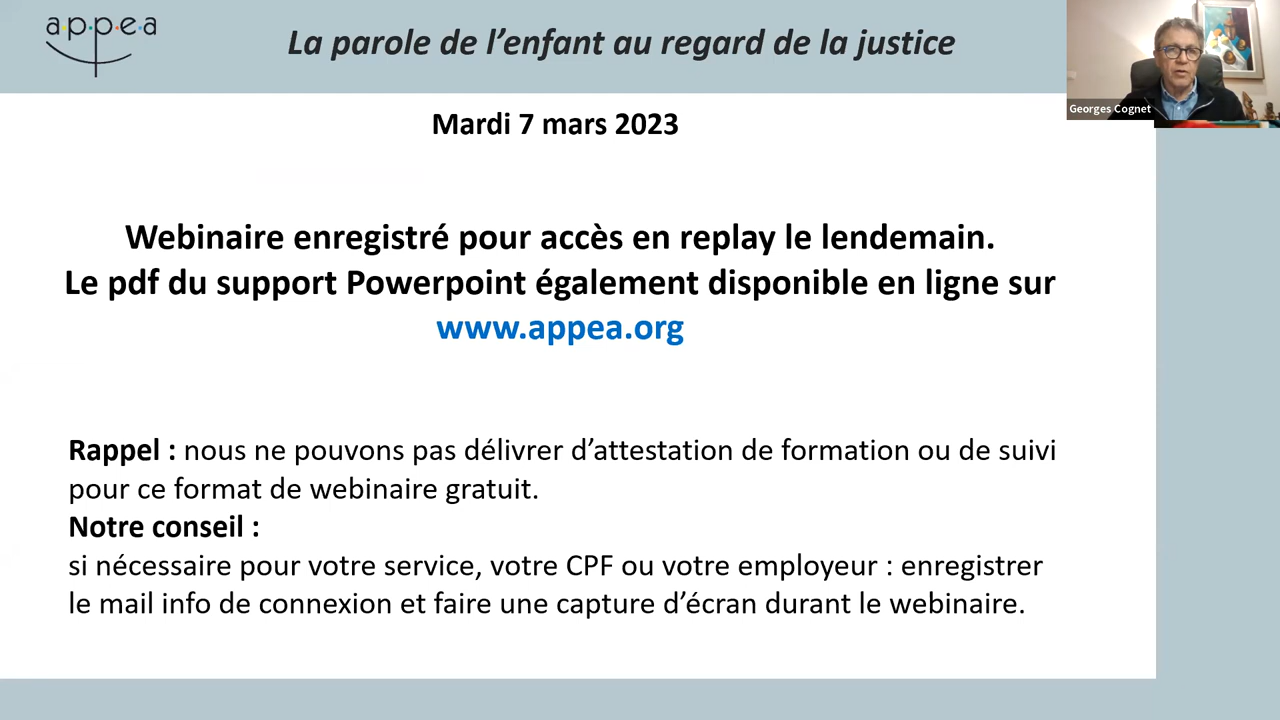 a.p.p.e.a
La parole de l'enfant au regard de la justice
Georges Cognet
Mardi 7 mars 2023
Webinaire enregistré pour accès en replay le lendemain.
Le pdf du support Powerpoint également disponible en ligne sur
www.appea.org
Rappel : nous ne pouvons pas délivrer d'attestation de formation ou de suivi
pour ce format de webinaire gratuit.
Notre conseil :
si nécessaire pour votre service, votre CPF ou votre employeur : enregistrer
le mail info de connexion et faire une capture d'écran durant le webinaire.